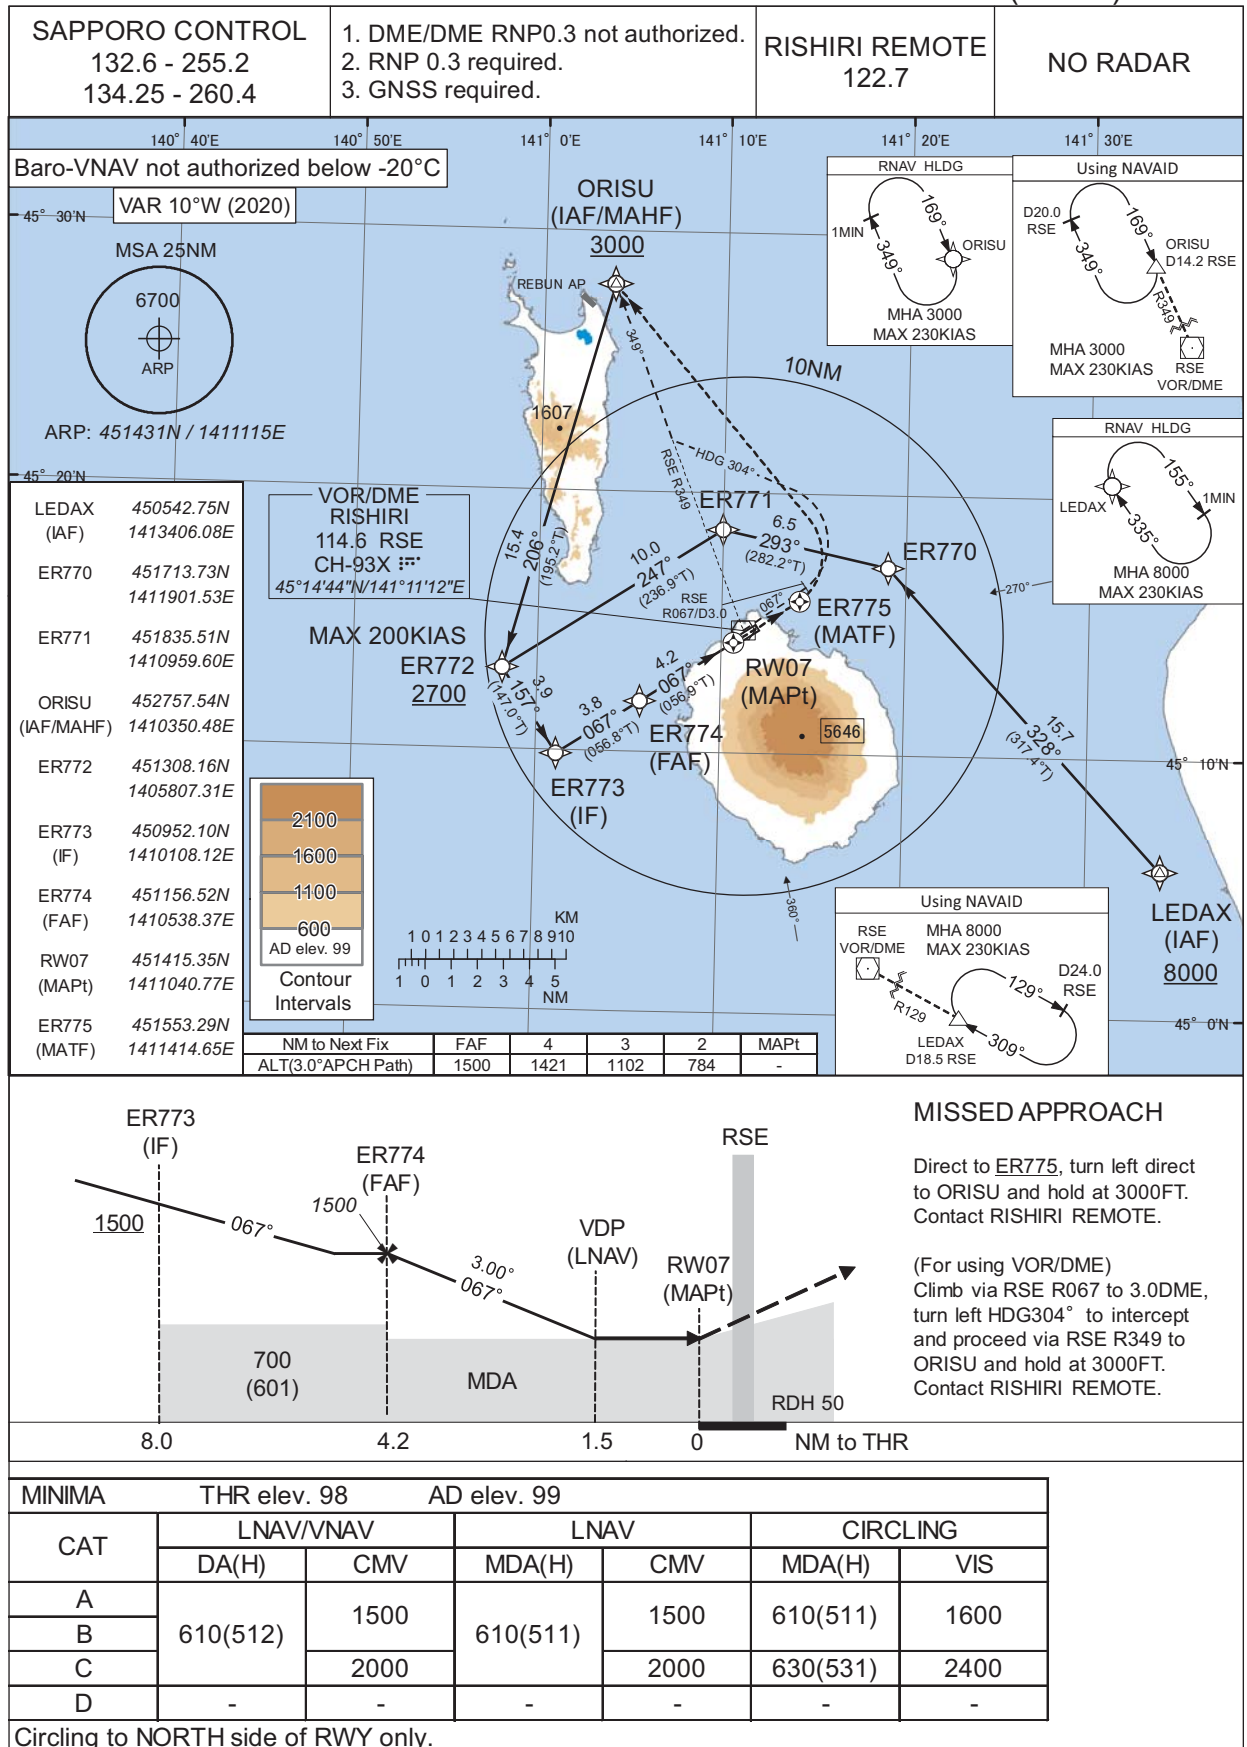 SAPPORO CONTROL
132.6 - 255.2
134.25 - 260.4
1. DME/DME RNP0.3 not authorized.
2. RNP 0.3 required.
3. GNSS required.
RISHIRI REMOTE
122.7
NO RADAR
140° 40'E
140° 50'E
141° 0'E
141° 10'E
141° 20'E
141° 30'E
Baro-VNAV not authorized below -20°C
VAR 10°W (2020)
45° 30'N
MSA 25NM
6700
ARP
ARP: 451431N / 1411115E
45° 20'N
ORISU
(IAF/MAHF)
3000
REBUN AP
349°
1607
10NM
HDG 304°
RSE R349
RNAV HLDG
169°
1MIN
349°
ORISU
MHA 3000
MAX 230KIAS
Using NAVAID
D20.0
RSE
169°
349°
ORISU
D14.2 RSE
R349
MHA 3000
MAX 230KIAS
RSE
VOR/DME
RNAV HLDG
155°
1MIN
LEDAX
335°
MHA 8000
MAX 230KIAS
LEDAX 450542.75N
(IAF) 1413406.08E
ER770 451713.73N
1411901.53E
ER771 451835.51N
1410959.60E
ORISU 452757.54N
(IAF/MAHF) 1410350.48E
ER772 451308.16N
1405807.31E
ER773 450952.10N
(IF) 1410108.12E
ER774 451156.52N
(FAF) 1410538.37E
RW07 451415.35N
(MAPt) 1411040.77E
ER775 451553.29N
(MATF) 1411414.65E
VOR/DME
RISHIRI
114.6 RSE
CH-93X
45°14'44"N/141°11'12"E
15.4
206°
(195.2°T)
10.0
247°
(236.9°T)
ER771
6.5
293°
(282.2°T)
ER770
270°
RSE
R067/D3.0
067°
ER775
(MATF)
MAX 200KIAS
ER772
2700
3.9
157°
(147.0°T)
3.8
067°
(056.8°T)
4.2
067°
(056.9°T)
RW07
(MAPt)
ER774
(FAF)
ER773
(IF)
5646
15.7
328°
(317.4°T)
45° 10'N
360°
LEDAX
(IAF)
8000
2100
1600
1100
600
AD elev. 99
Contour
Intervals
KM
1 0 1 2 3 4 5 6 7 8 9 10
1 0 1 2 3 4 5
NM
Using NAVAID
RSE
VOR/DME
MHA 8000
MAX 230KIAS
R129
129°
D24.0
RSE
309°
LEDAX
D18.5 RSE
45° 0'N
NM to Next Fix FAF 4 3 2 MAPt
ALT(3.0°APCH Path) 1500 1421 1102 784 -
ER773
(IF)
ER774
(FAF)
1500
1500
067°
3.00°
067°
VDP
(LNAV)
RW07
(MAPt)
RSE
700
(601)
MDA
RDH 50
8.0 4.2 1.5 0 NM to THR
MISSED APPROACH
Direct to ER775, turn left direct
to ORISU and hold at 3000FT.
Contact RISHIRI REMOTE.
(For using VOR/DME)
Climb via RSE R067 to 3.0DME,
turn left HDG304° to intercept
and proceed via RSE R349 to
ORISU and hold at 3000FT.
Contact RISHIRI REMOTE.
MINIMA THR elev. 98 AD elev. 99
CAT LNAV/VNAV LNAV CIRCLING
DA(H) CMV MDA(H) CMV MDA(H) VIS
A
B
610(512) 1500 610(511) 1500 610(511) 1600
C 2000 2000 630(531) 2400
D - - - - - -
Circling to NORTH side of RWY only.